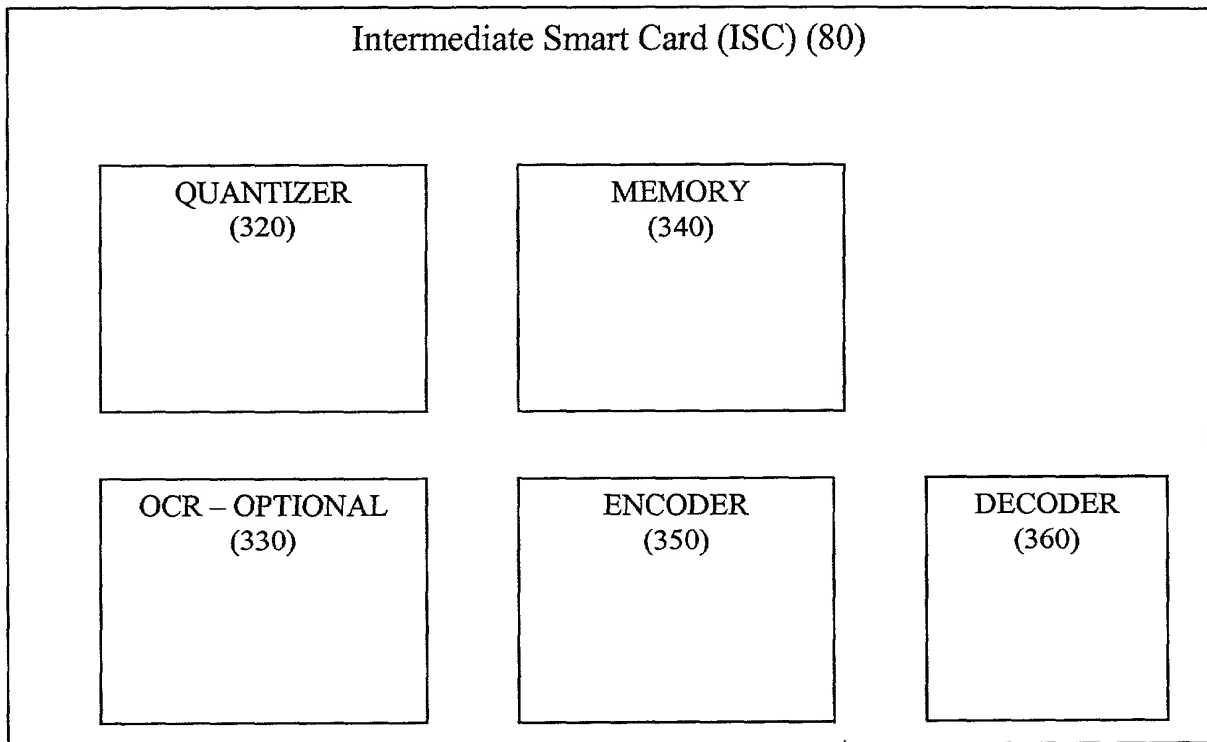 Intermediate Smart Card (ISC) (80)
QUANTIZER
(320)
MEMORY
(340)
OCR – OPTIONAL
(330)
ENCODER
(350)
DECODER
(360)